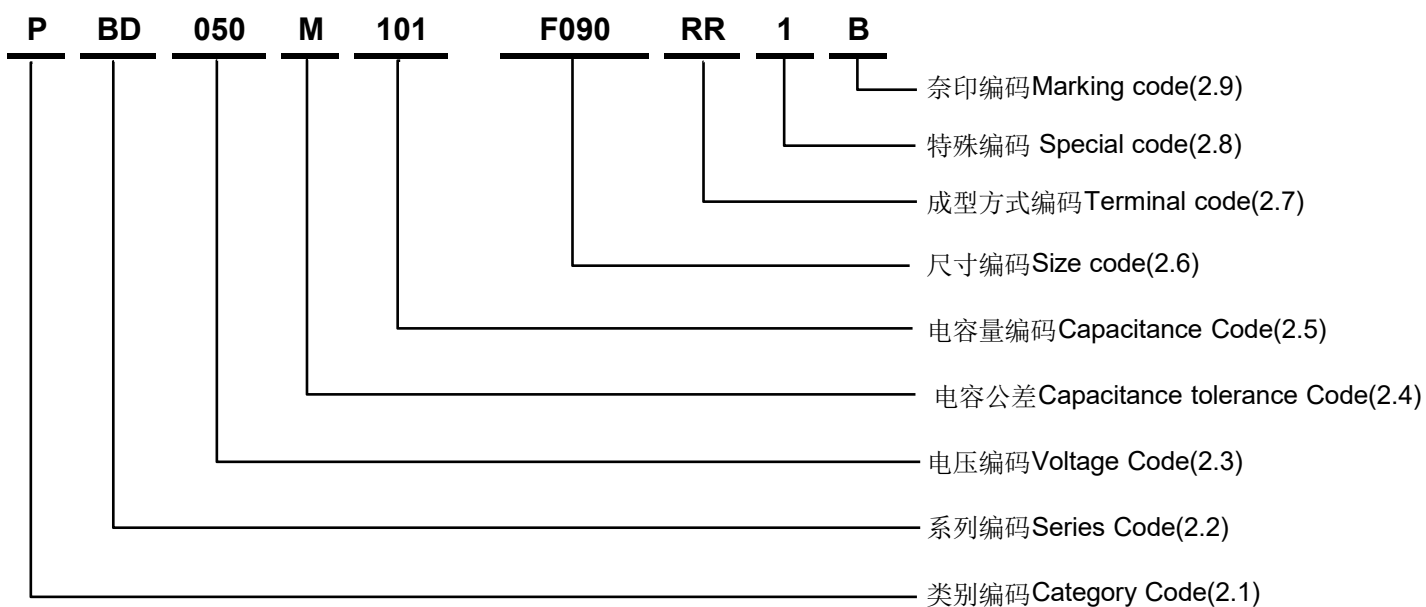 P BD 050 M 101 F090 RR 1 B
奈印编码Marking code(2.9)
特殊编码 Special code(2.8)
成型方式编码Terminal code(2.7)
尺寸编码Size code(2.6)
电容量编码Capacitance Code(2.5)
电容公差Capacitance tolerance Code(2.4)
电压编码Voltage Code(2.3)
系列编码Series Code(2.2)
类别编码Category Code(2.1)